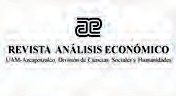 REVISTA ANÁLISIS ECONÓMICO
UAM-Azcapotzalco, División de Ciencias Sociales y Humanidades